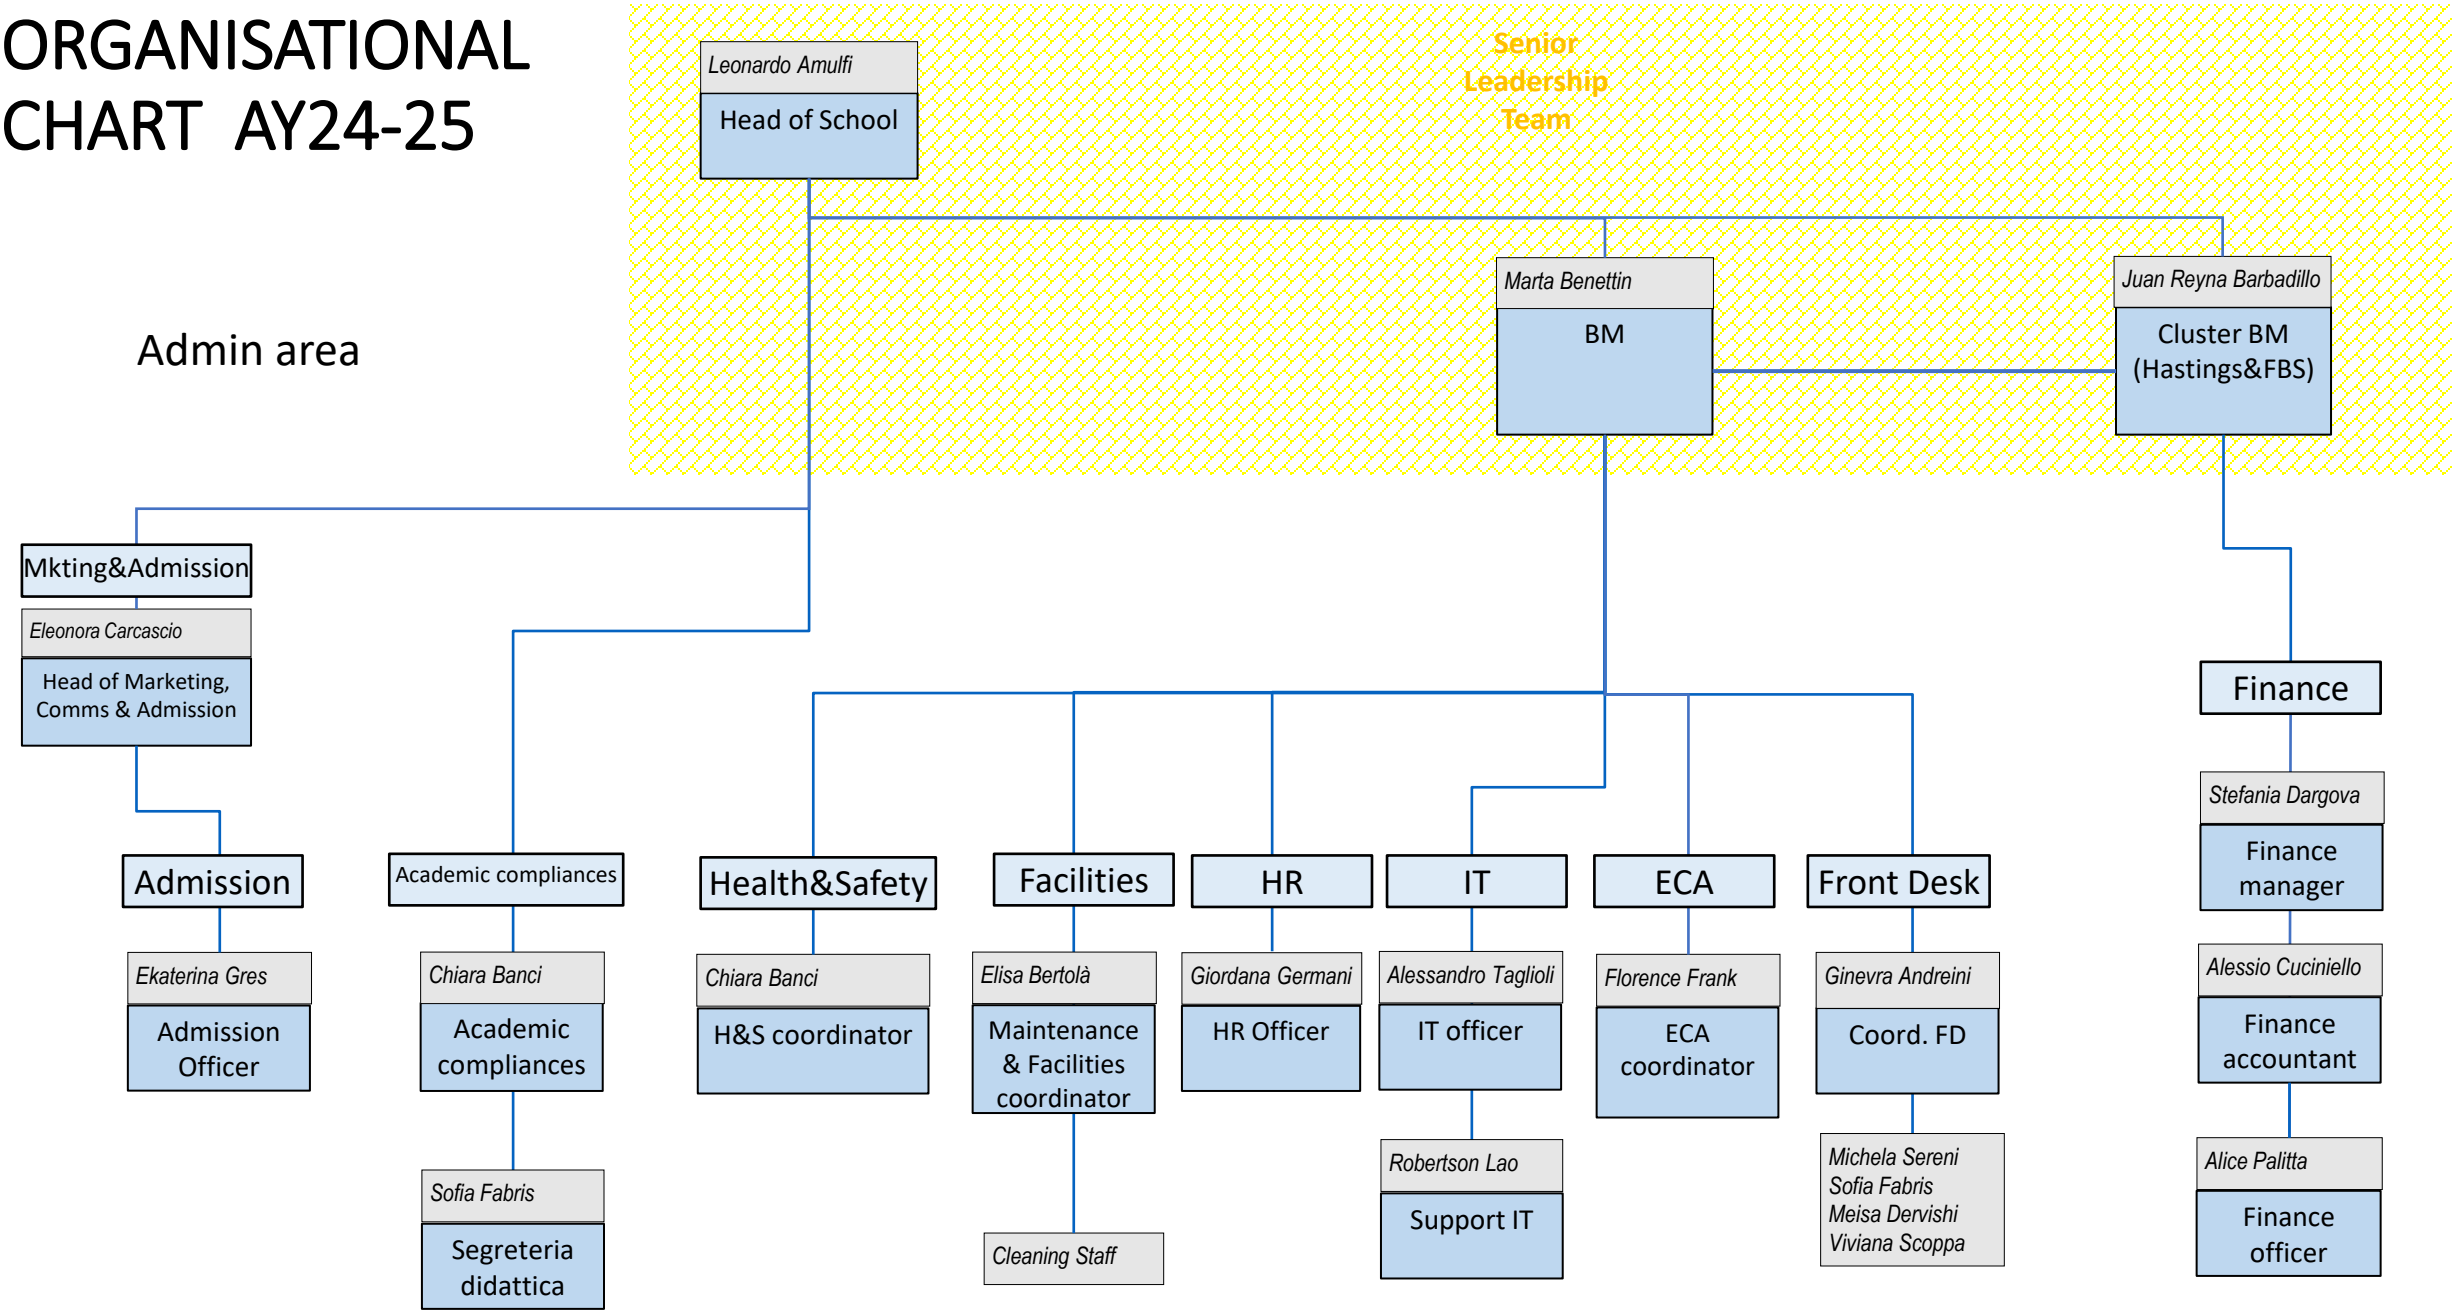 ORGANISATIONAL
CHART AY24-25
Admin area
Senior
Leadership
Team
Leonardo Amulfi
Head of School
Marta Benettin
BM
Juan Reyna Barbadillo
Cluster BM
(Hastings&FBS)
Mkting&Admission
Eleonora Carcascio
Head of Marketing,
Comms & Admission
Admission
Ekaterina Gres
Admission
Officer
Academic compliances
Chiara Banci
Academic
compliances
Sofia Fabris
Segreteria
didattica
Health&Safety
Chiara Banci
H&S coordinator
Facilities
Elisa Bertolà
Maintenance
& Facilities
coordinator
Cleaning Staff
HR
Giordana Germani
HR Officer
IT
Alessandro Taglioli
IT officer
Robertson Lao
Support IT
ECA
Florence Frank
ECA
coordinator
Front Desk
Ginevra Andreini
Coord. FD
Michela Sereni
Sofia Fabris
Meisa Dervishi
Viviana Scoppa
Finance
Stefania Dargova
Finance
manager
Alessio Cuciniello
Finance
accountant
Alice Palitta
Finance
officer